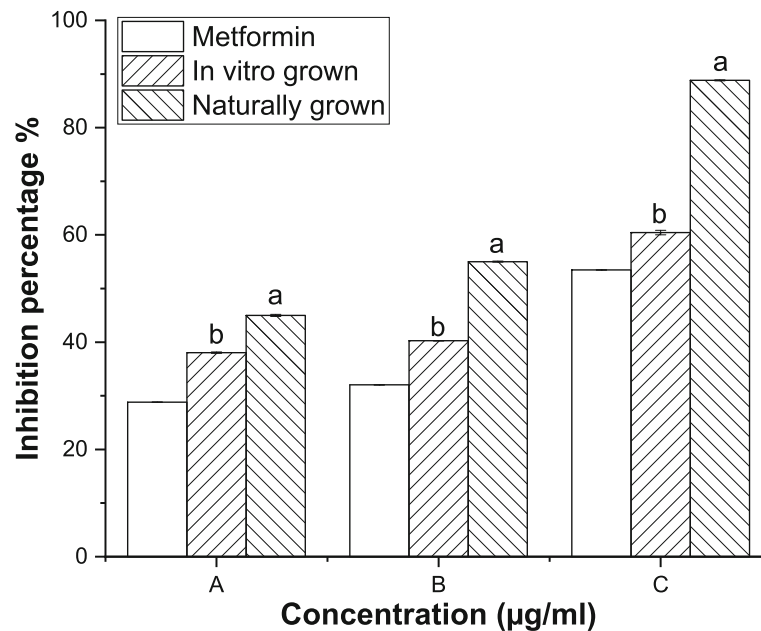 Inhibition percentage %
100
80
60
40
20
0
Metformin
In vitro grown
Naturally grown
b
a
b
a
b
a
A
B
C
Concentration (µg/ml)